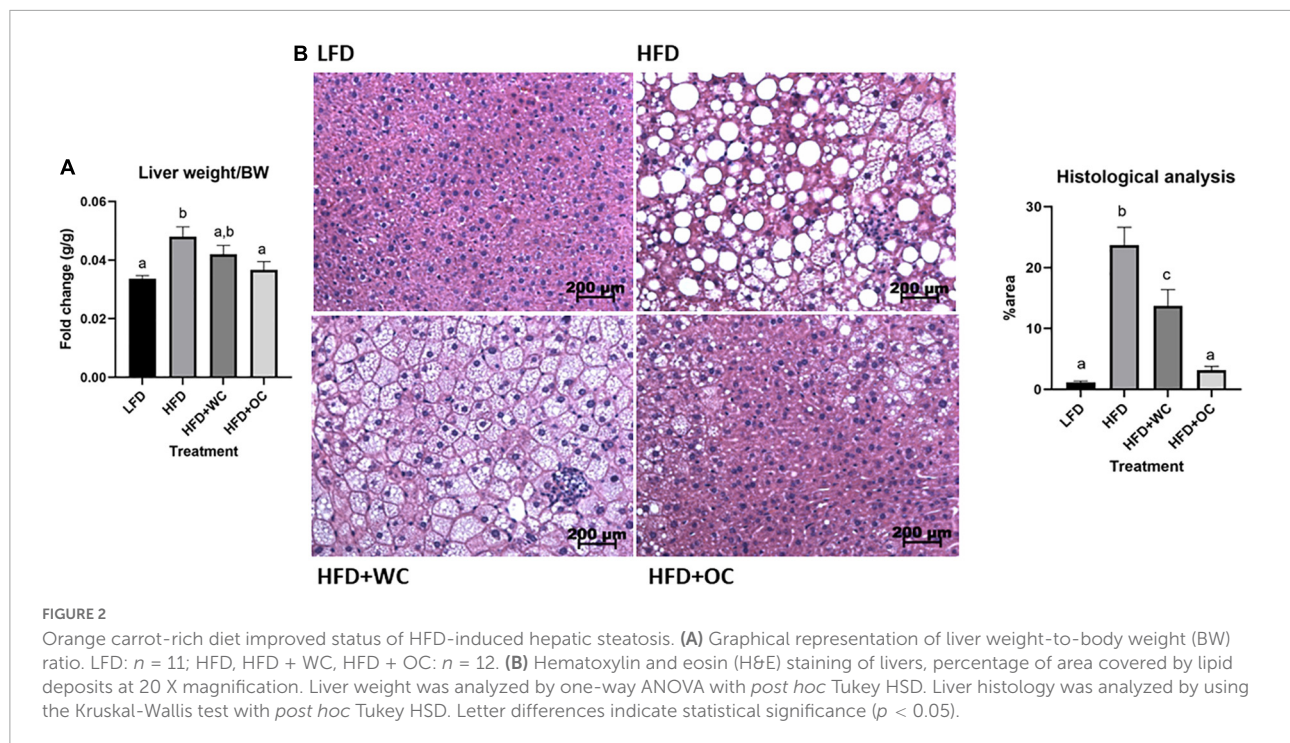 A
Liver weight/BW
Fold change (g/g)
0.06
0.04
0.02
0.00
b
a,b
a
a
LFD
HFD
HFD+WC
HFD+OC
Treatment
B LFD
HFD
200 µm
200 µm
200 µm
200 µm
HFD+WC
HFD+OC
Histological analysis
%area
30
20
10
0
a
b
c
a
LFD
HFD
HFD+WC
HFD+OC
Treatment
FIGURE 2
Orange carrot-rich diet improved status of HFD-induced hepatic steatosis. (A) Graphical representation of liver weight-to-body weight (BW)
ratio. LFD: n = 11; HFD, HFD + WC, HFD + OC: n = 12. (B) Hematoxylin and eosin (H&E) staining of livers, percentage of area covered by lipid
deposits at 20 X magnification. Liver weight was analyzed by one-way ANOVA with post hoc Tukey HSD. Liver histology was analyzed by using
the Kruskal-Wallis test with post hoc Tukey HSD. Letter differences indicate statistical significance (p < 0.05).